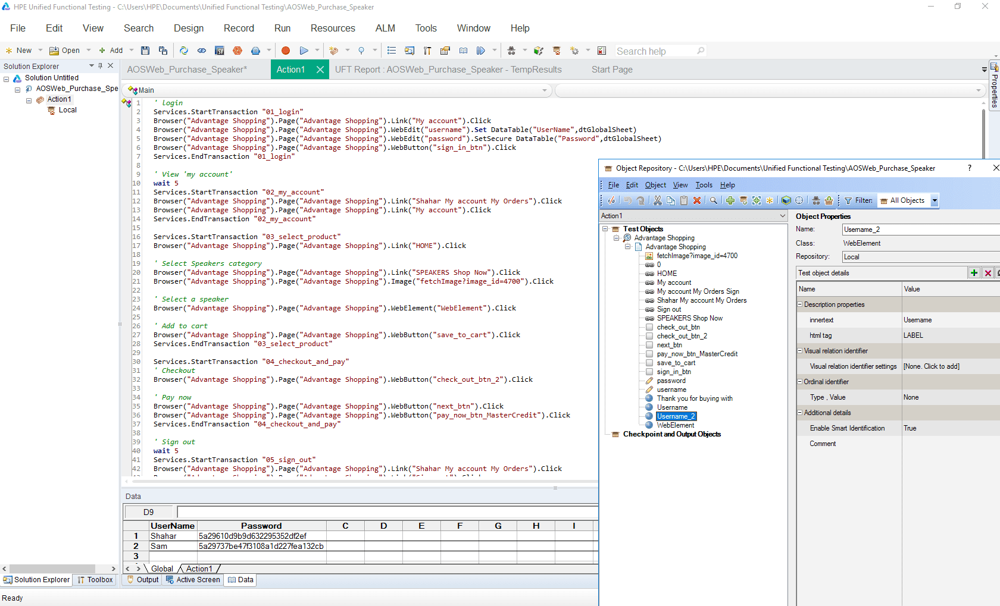 HPE Unified Functional Testing - C:\Users\HPE\Documents\Unified Functional Testing\AOSWeb_Purchase_Speaker
File Edit View Search Design Record Run Resources ALM Tools Window Help
New Open Add Search help
Solution Explorer
Solution Untitled
AOSWeb_Purchase_Spe
Action1
Local
AOSWeb_Purchase_Speaker* Action1 UFT Report : AOSWeb_Purchase_Speaker - TempResults Start Page
Properties
Main
1 ' login
2 Services.StartTransaction "01_login"
3 Browser("Advantage Shopping").Page("Advantage Shopping").Link("My account").Click
4 Browser("Advantage Shopping").Page("Advantage Shopping").WebEdit("username").Set DataTable("UserName",dtGlobalSheet)
5 Browser("Advantage Shopping").Page("Advantage Shopping").WebEdit("password").SetSecure DataTable("Password",dtGlobalSheet)
6 Browser("Advantage Shopping").Page("Advantage Shopping").WebButton("sign_in_btn").Click
7 Services.EndTransaction "01_login"
8
9 ' View 'my account'
10 wait 5
11 Services.StartTransaction "02_my_account"
12 Browser("Advantage Shopping").Page("Advantage Shopping").Link("Shahar My account My Orders").Click
13 Browser("Advantage Shopping").Page("Advantage Shopping").Link("My account").Click
14 Services.EndTransaction "02_my_account"
15
16 Services.StartTransaction "03_select_product"
17 Browser("Advantage Shopping").Page("Advantage Shopping").Link("HOME").Click
18
19 ' Select Speakers category
20 Browser("Advantage Shopping").Page("Advantage Shopping").Link("SPEAKERS Shop Now").Click
21 Browser("Advantage Shopping").Page("Advantage Shopping").Image("fetchImage?image_id=4700").Click
22
23 ' Select a speaker
24 Browser("Advantage Shopping").Page("Advantage Shopping").WebElement("WebElement").Click
25
26 ' Add to cart
27 Browser("Advantage Shopping").Page("Advantage Shopping").WebButton("save_to_cart").Click
28 Services.EndTransaction "03_select_product"
29
30 Services.StartTransaction "04_checkout_and_pay"
31 ' Checkout
32 Browser("Advantage Shopping").Page("Advantage Shopping").WebButton("check_out_btn_2").Click
33
34 ' Pay now
35 Browser("Advantage Shopping").Page("Advantage Shopping").WebButton("next_btn").Click
36 Browser("Advantage Shopping").Page("Advantage Shopping").WebButton("pay_now_btn_MasterCredit").Click
37 Services.EndTransaction "04_checkout_and_pay"
38
39 ' Sign out
40 wait 5
41 Services.StartTransaction "05_sign_out"
42 Browser("Advantage Shopping").Page("Advantage Shopping").Link("Shahar My account My Orders").Click
Object Repository - C:\Users\HPE\Documents\Unified Functional Testing\AOSWeb_Purchase_Speaker ?
File Edit Object View Tools Help
Filter: All Objects
Action1
Test Objects
Advantage Shopping
Advantage Shopping
fetchImage?image_id=4700
0
HOME
My account
My account My Orders Sign
Shahar My account My Orders
Sign out
SPEAKERS Shop Now
check_out_btn
check_out_btn_2
next_btn
pay_now_btn_MasterCredit
save_to_cart
sign_in_btn
password
username
Thank you for buying with
Username
Username_2
WebElement
Checkpoint and Output Objects
Object Properties
Name: Username_2
Class: WebElement
Repository: Local
Test object details
Name Value
Description properties
innertext Username
html tag LABEL
Visual relation identifier
Visual relation identifier settings [None. Click to add]
Ordinal identifier
Type , Value None
Additional details
Enable Smart Identification True
Comment
Data
D9
UserName Password C D E F G H I
1 Shahar 5a29610d9b9d632295352df2ef
2 Sam 5a29737be47f3108a1d227fea132cb
3
Global Action1
Solution Explorer Toolbox Output Active Screen Data
Ready